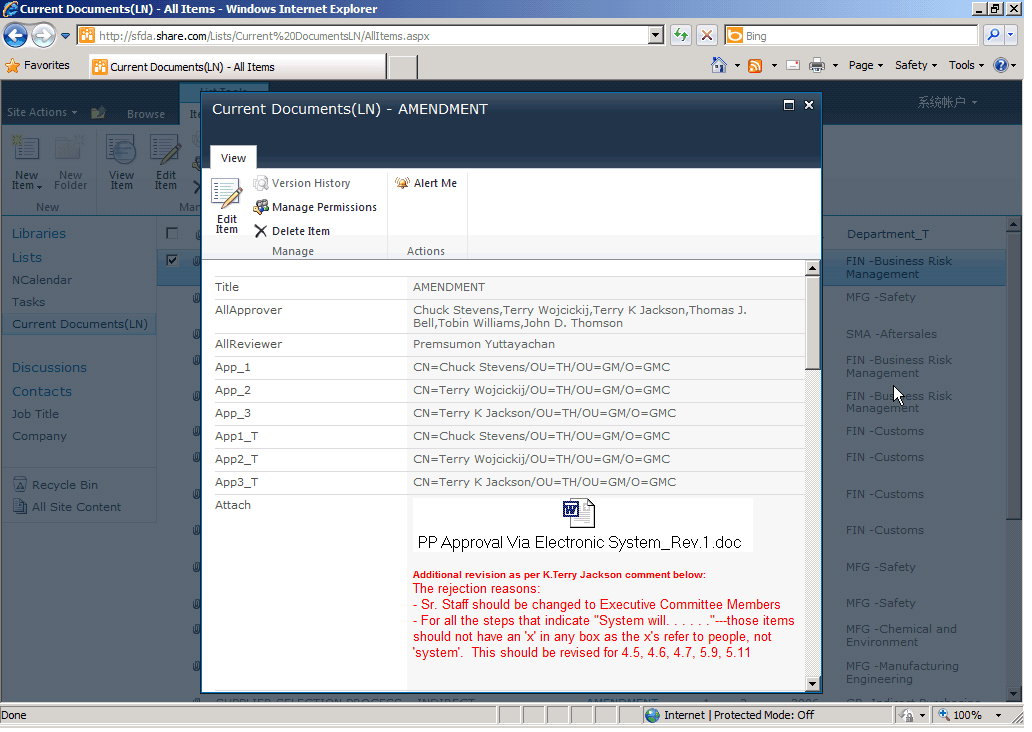 Current Documents(LN) - All Items - Windows Internet Explorer
http://sfda.share.com/Lists/Current%20DocumentsLN/AllItems.aspx
Bing
Favorites
Current Documents(LN) - All Items
Page
Safety
Tools
Site Actions
Browse
系统帐户
Current Documents(LN) - AMENDMENT
View
New Item
New Folder
View Item
Edit Item
New
Edit Item
Version History
Manage Permissions
Delete Item
Manage
Alert Me
Actions
Libraries
Lists
NCalendar
Tasks
Current Documents(LN)
Discussions
Contacts
Job Title
Company
Recycle Bin
All Site Content
Title
AMENDMENT
AllApprover
Chuck Stevens,Terry Wojcickij,Terry K Jackson,Thomas J.
Bell,Tobin Williams,John D. Thomson
AllReviewer
Premsumon Yuttayachan
App_1
CN=Chuck Stevens/OU=TH/OU=GM/O=GMC
App_2
CN=Terry Wojcickij/OU=TH/OU=GM/O=GMC
App_3
CN=Terry K Jackson/OU=TH/OU=GM/O=GMC
App1_T
CN=Chuck Stevens/OU=TH/OU=GM/O=GMC
App2_T
CN=Terry Wojcickij/OU=TH/OU=GM/O=GMC
App3_T
CN=Terry K Jackson/OU=TH/OU=GM/O=GMC
Attach
PP Approval Via Electronic System_Rev.1.doc
Additional revision as per K.Terry Jackson comment below:
The rejection reasons:
- Sr. Staff should be changed to Executive Committee Members
- For all the steps that indicate "System will. . . . . ."---those items
should not have an 'x' in any box as the x's refer to people, not
'system'.  This should be revised for 4.5, 4.6, 4.7, 5.9, 5.11
Department_T
FIN -Business Risk
Management
MFG -Safety
SMA -Aftersales
FIN -Business Risk
Management
FIN -Business Risk
Management
FIN -Customs
FIN -Customs
FIN -Customs
FIN -Customs
MFG -Safety
MFG -Safety
MFG -Chemical and
Environment
MFG -Manufacturing
Engineering
Done
Internet | Protected Mode: Off
100%